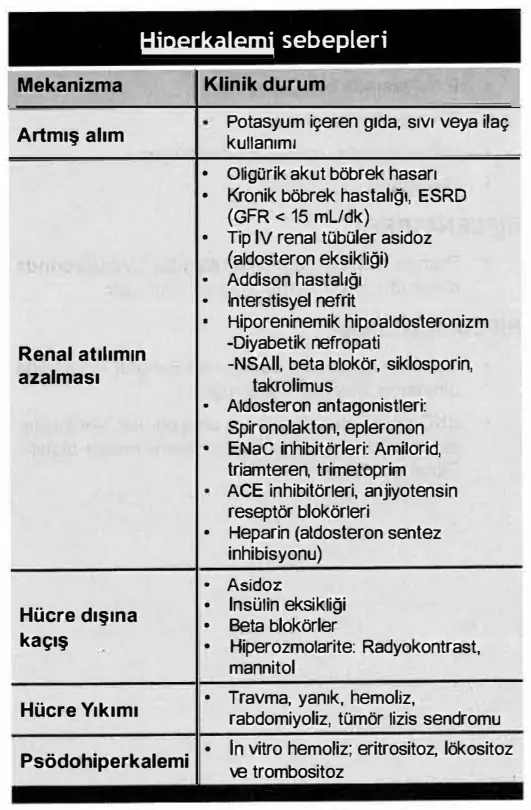 Hiperkalemi sebepleri
Mekanizma
Klinik durum
Artmış alım
• Potasyum içeren gıda, sıvı veya ilaç
kullanımı
Renal atılımın
azalması
• Oligürik akut böbrek hasarı
• Kronik böbrek hastalığı, ESRD
(GFR < 15 mL/dk)
• Tip IV renal tübüler asidoz
(aldosteron eksikliği)
• Addison hastalığı
• İnterstisyel nefrit
• Hiporeninemik hipoaldosteronizm
-Diyabetik nefropati
-NSAİİ, beta blokör, siklosporin,
takrolimus
• Aldosteron antagonistleri:
Spironolakton, epleronon
• ENaC inhibitörleri: Amilorid,
triamteren, trimetoprim
• ACE inhibitörleri, anjiyotensin
reseptör blokörleri
• Heparin (aldosteron sentez
inhibisyonu)
Hücre dışına
kaçış
• Asidoz
• İnsülin eksikliği
• Beta blokörler
• Hiperozmolarite: Radyokontrast,
mannitol
Hücre Yıkımı
• Travma, yanık, hemoliz,
rabdomiyoliz, tümör lizis sendromu
Psödohiperkalemi
• İn vitro hemoliz; eritrositoz, lökositoz
ve trombositoz